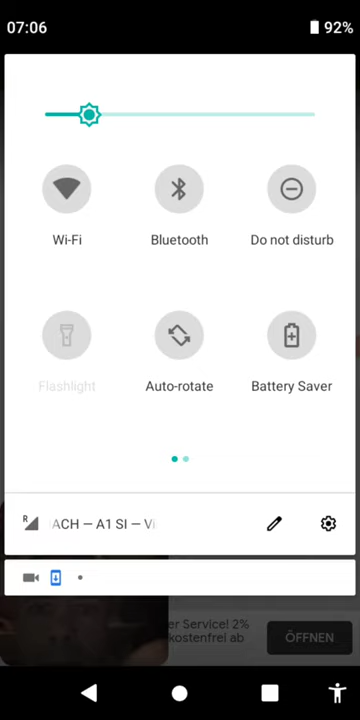 07:06 92%
Wi-Fi Bluetooth Do not disturb
Flashlight Auto-rotate Battery Saver
R ACH — A1 SI — Vi
er Service! 2%
kostenfrei ab
ÖFFNEN